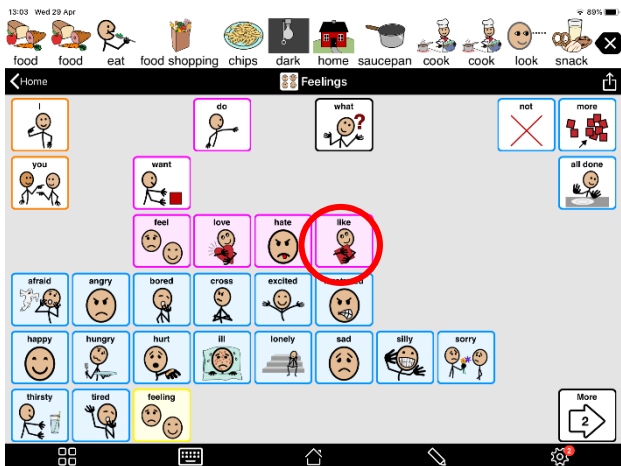 13:03 Wed 29 Apr 89%
food food eat food shopping chips dark home saucepan cook cook look snack
Home Feelings
I do what not more
you want all done
feel love hate like
afraid angry bored cross excited
happy hungry hurt ill lonely sad silly sorry
thirsty tired feeling More
2
2